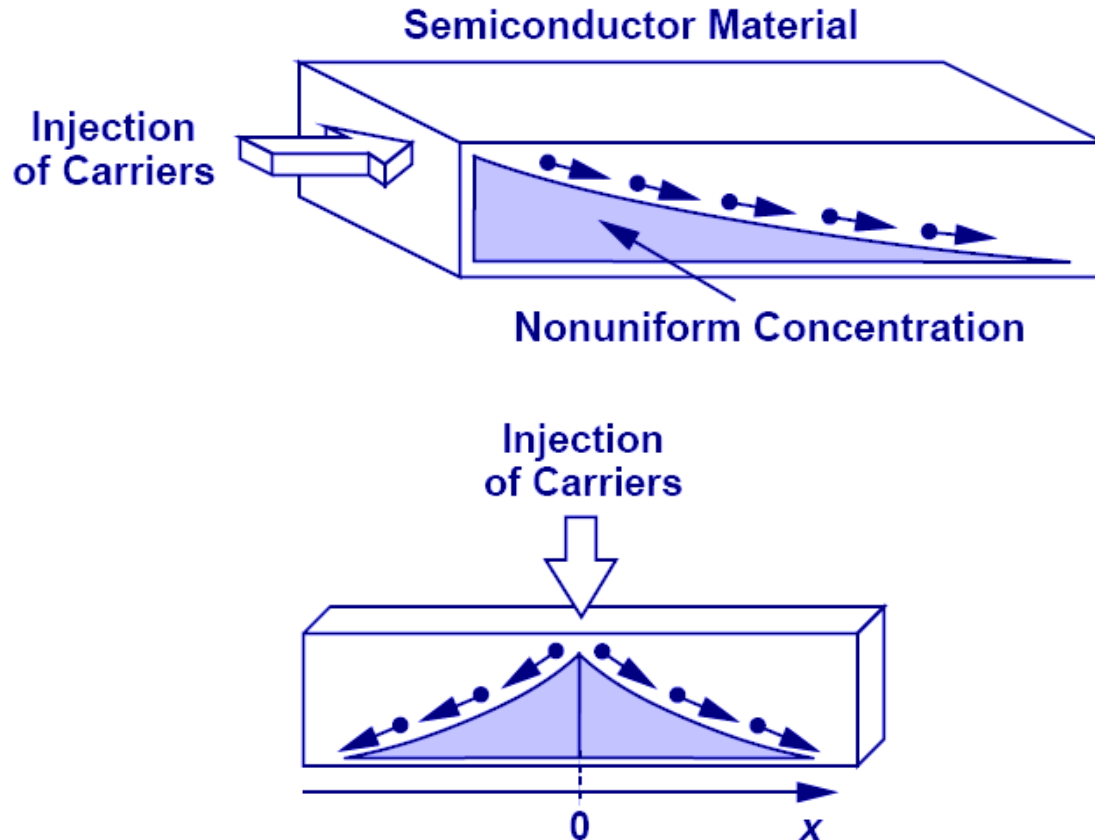 Semiconductor Material
Injection
of Carriers
Nonuniform Concentration
Injection
of Carriers
0
x